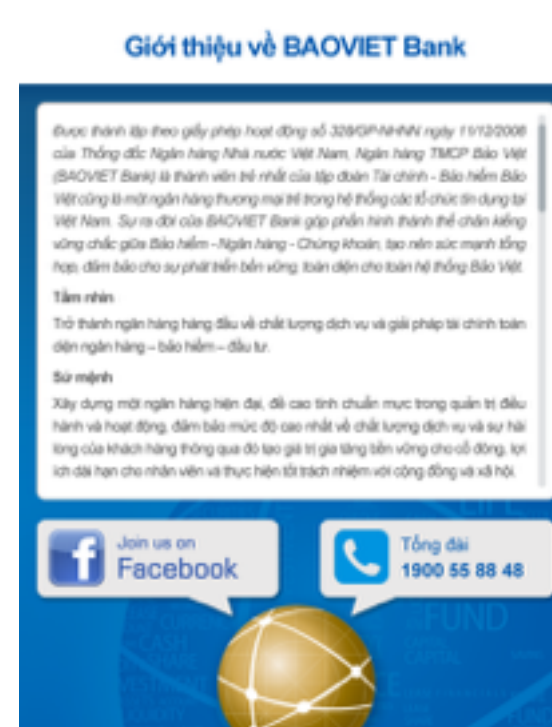 Giới thiệu về BAOVIET Bank
Được thành lập theo giấy phép hoạt động số 328/GP-NHNN ngày 11/12/2008
của Thống đốc Ngân hàng Nhà nước Việt Nam, Ngân hàng TMCP Bảo Việt
(BAOVIET Bank) là thành viên trẻ nhất của tập đoàn Tài chính - Bảo hiểm Bảo
Việt cũng là một ngân hàng thương mại trẻ trong hệ thống các tổ chức tín dụng tại
Việt Nam. Sự ra đời của BAOVIET Bank góp phần hình thành thế chân kiềng
vững chắc giữa Bảo hiểm - Ngân hàng - Chứng khoán, tạo nên sức mạnh tổng
hợp, đảm bảo cho sự phát triển bền vững, toàn diện cho toàn hệ thống Bảo Việt.
Tầm nhìn
Trở thành ngân hàng hàng đầu về chất lượng dịch vụ và giải pháp tài chính toàn
diện ngân hàng – bảo hiểm – đầu tư.
Sứ mệnh
Xây dựng một ngân hàng hiện đại, đề cao tính chuẩn mực trong quản trị điều
hành và hoạt động, đảm bảo mức độ cao nhất về chất lượng dịch vụ và sự hài
lòng của khách hàng thông qua đó tạo giá trị gia tăng bền vững cho cổ đông, lợi
ích dài hạn cho nhân viên và thực hiện tốt trách nhiệm với cộng đồng và xã hội.
Join us on
Facebook
Tổng đài
1900 55 88 48
LIFE
FUND
CASH
CAPITAL